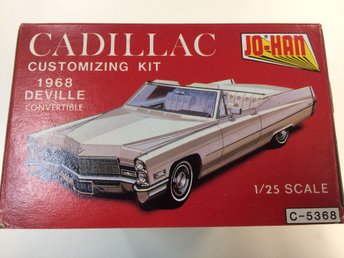 CADILLAC
JO-HAN
CUSTOMIZING KIT
1968
DEVILLE
CONVERTIBLE
1/25 SCALE
C-5368